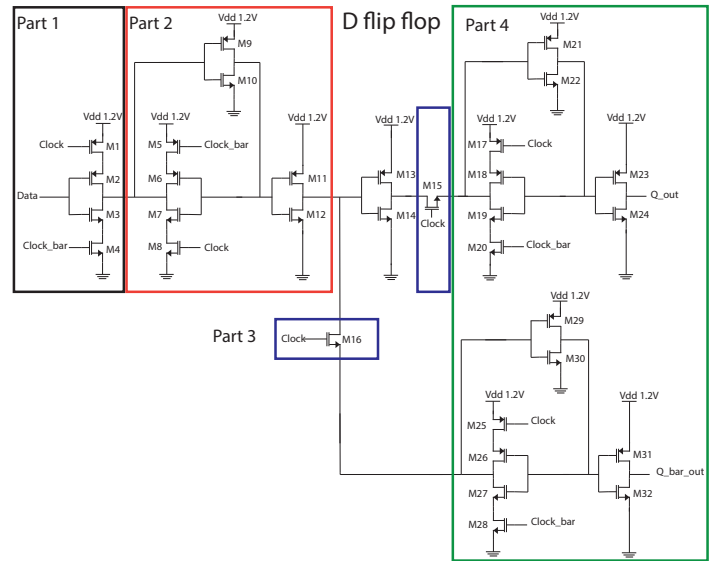 Part 1
Part 2
D flip flop
Part 4
Vdd 1.2V
M9
M10
Vdd 1.2V
M21
M22
Vdd 1.2V
Clock
M1
Data
M2
M3
Clock_bar
M4
Vdd 1.2V
M5
Clock_bar
M6
M7
M8
Clock
Vdd 1.2V
M11
M12
Vdd 1.2V
M13
M14
M15
Clock
Vdd 1.2V
M17
Clock
M18
M19
M20
Clock_bar
Vdd 1.2V
M23
Q_out
M24
Part 3
Clock
M16
Vdd 1.2V
M29
M30
Vdd 1.2V
M25
Clock
M26
M27
M28
Clock_bar
Vdd 1.2V
M31
Q_bar_out
M32